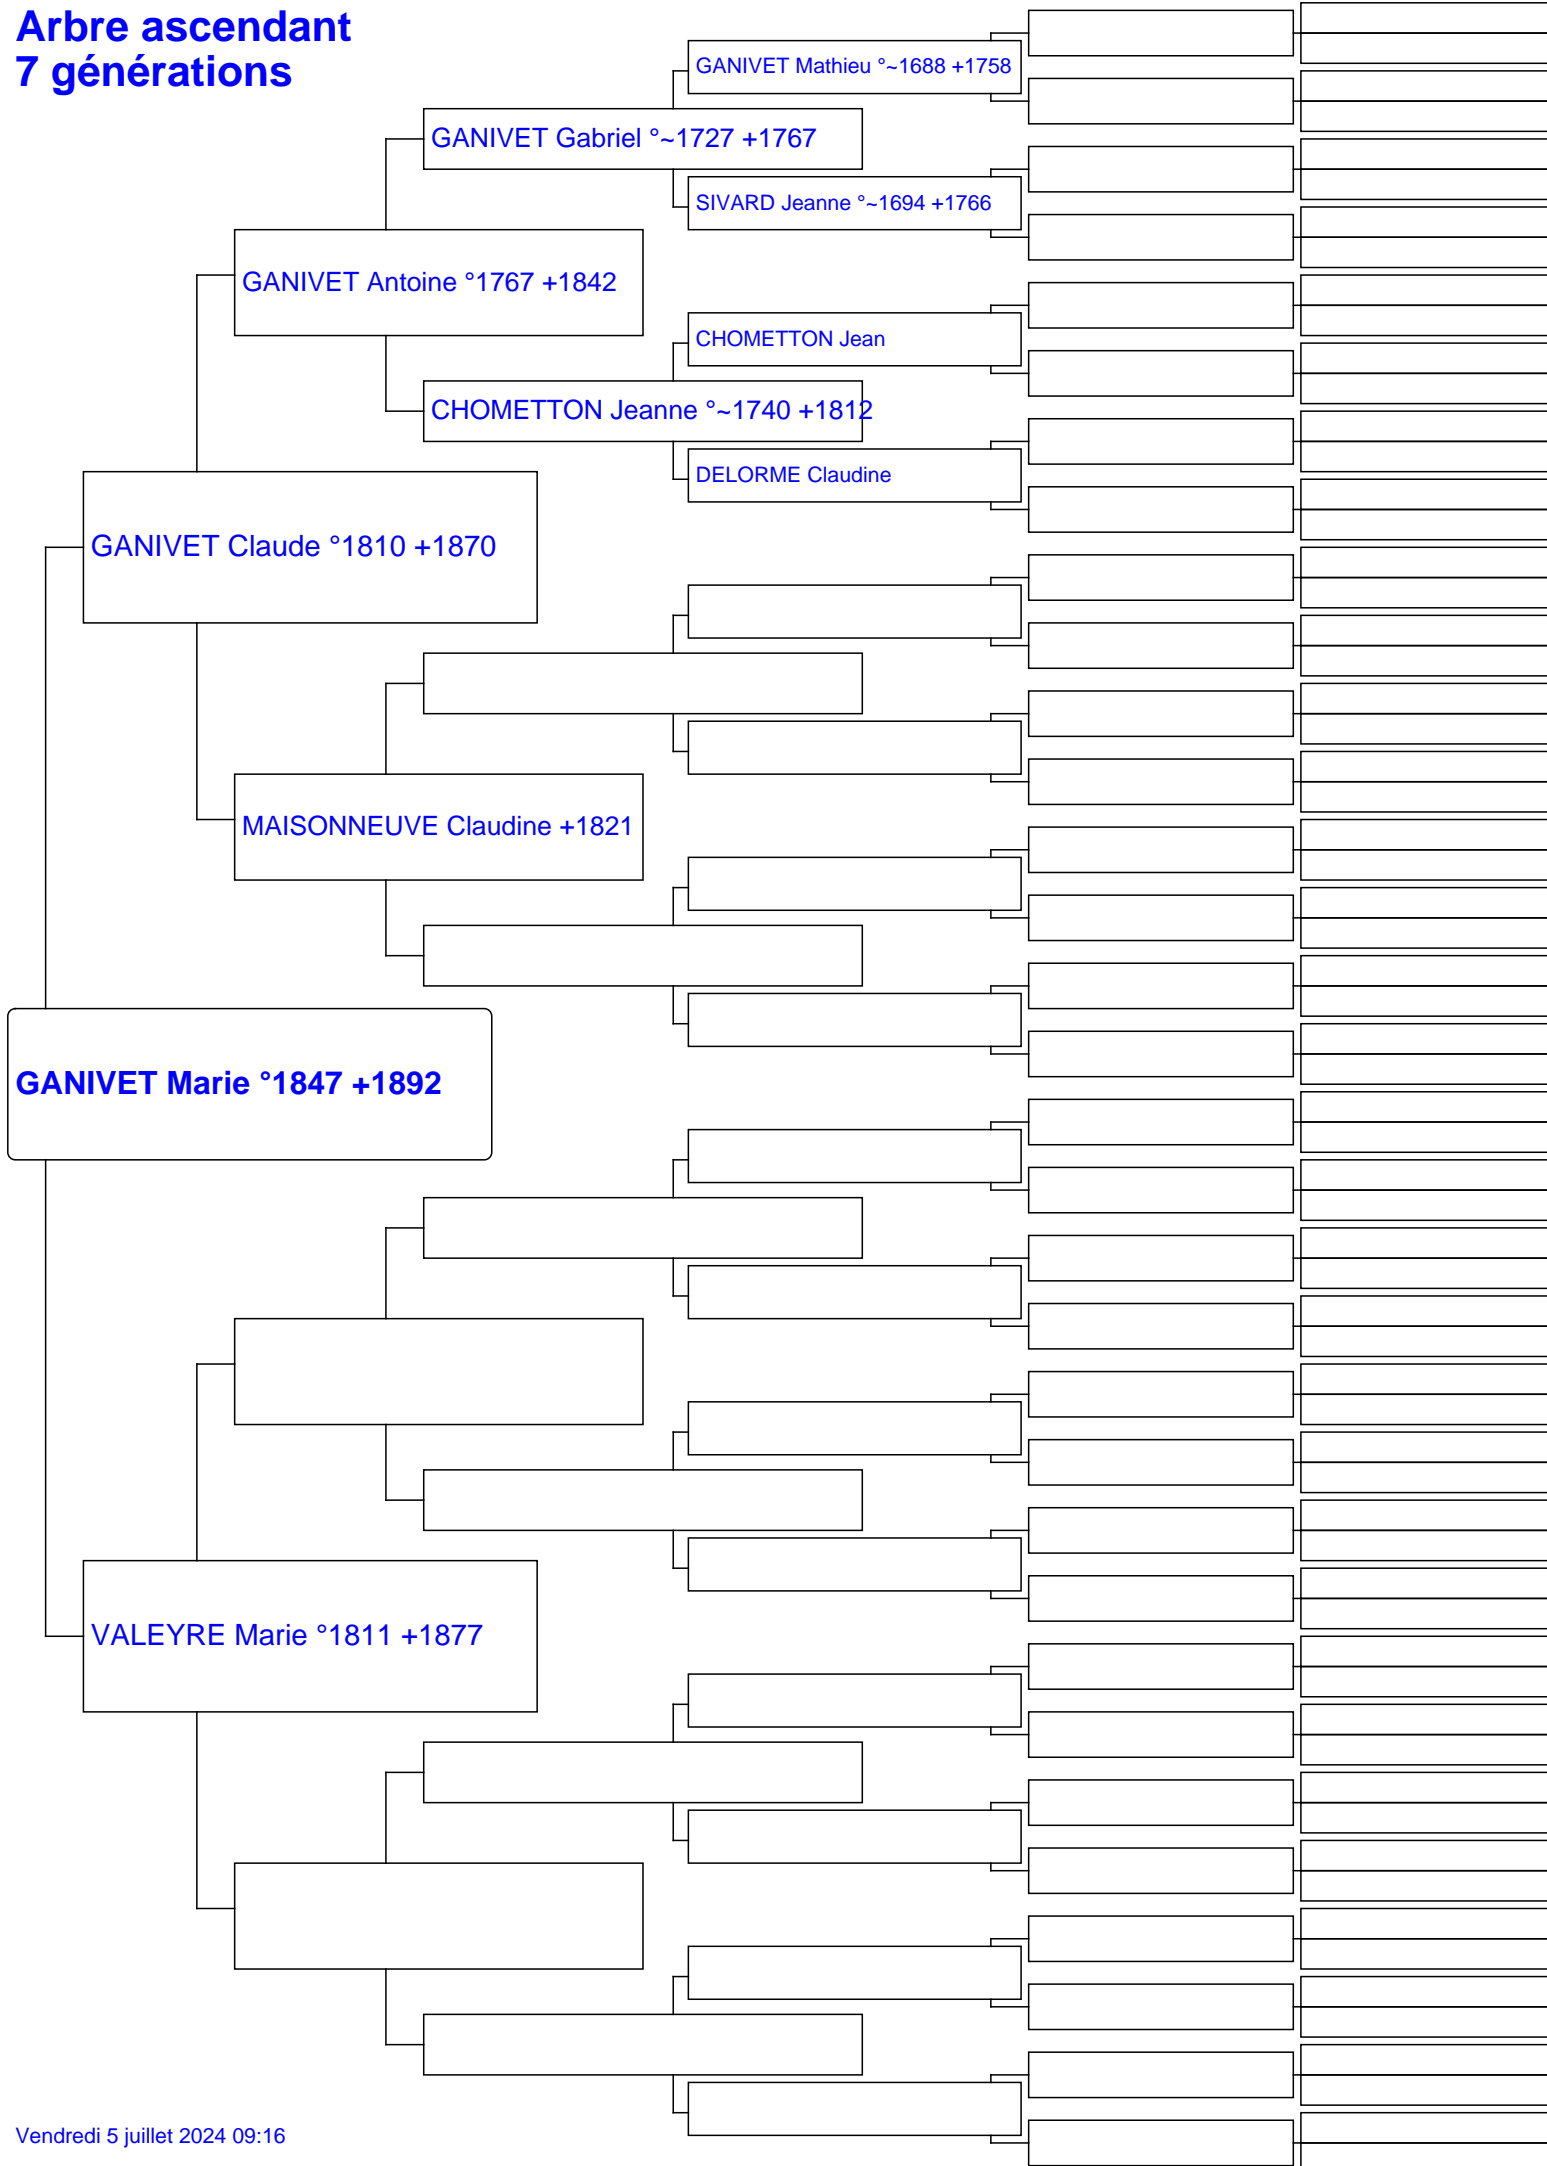 Arbre ascendant
7 générations
GANIVET Mathieu °~1688 +1758
GANIVET Gabriel °~1727 +1767
SIVARD Jeanne °~1694 +1766
GANIVET Antoine °1767 +1842
CHOMETTON Jean
CHOMETTON Jeanne °~1740 +1812
DELORME Claudine
GANIVET Claude °1810 +1870
MAISONNEUVE Claudine +1821
GANIVET Marie °1847 +1892
VALEYRE Marie °1811 +1877
Vendredi 5 juillet 2024 09:16